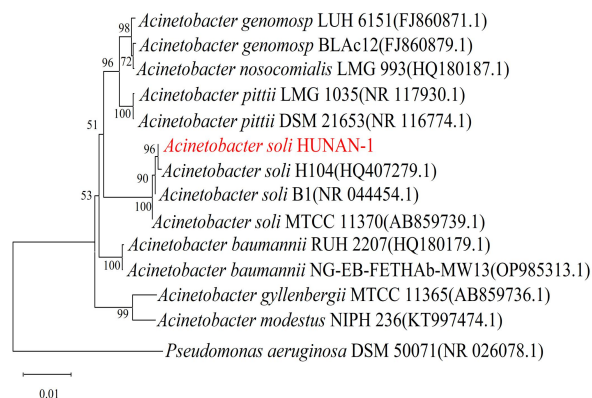 Acinetobacter genomosp LUH 6151(FJ860871.1)
98
Acinetobacter genomosp BLAc12(FJ860879.1)
72
96
Acinetobacter nosocomialis LMG 993(HQ180187.1)
Acinetobacter pittii LMG 1035(NR 117930.1)
100
Acinetobacter pittii DSM 21653(NR 116774.1)
51
Acinetobacter soli HUNAN-1
96
Acinetobacter soli H104(HQ407279.1)
90
Acinetobacter soli B1(NR 044454.1)
53
100
Acinetobacter soli MTCC 11370(AB859739.1)
Acinetobacter baumannii RUH 2207(HQ180179.1)
100
Acinetobacter baumannii NG-EB-FETHAb-MW13(OP985313.1)
Acinetobacter gyllenbergii MTCC 11365(AB859736.1)
99
Acinetobacter modestus NIPH 236(KT997474.1)
Pseudomonas aeruginosa DSM 50071(NR 026078.1)
0.01